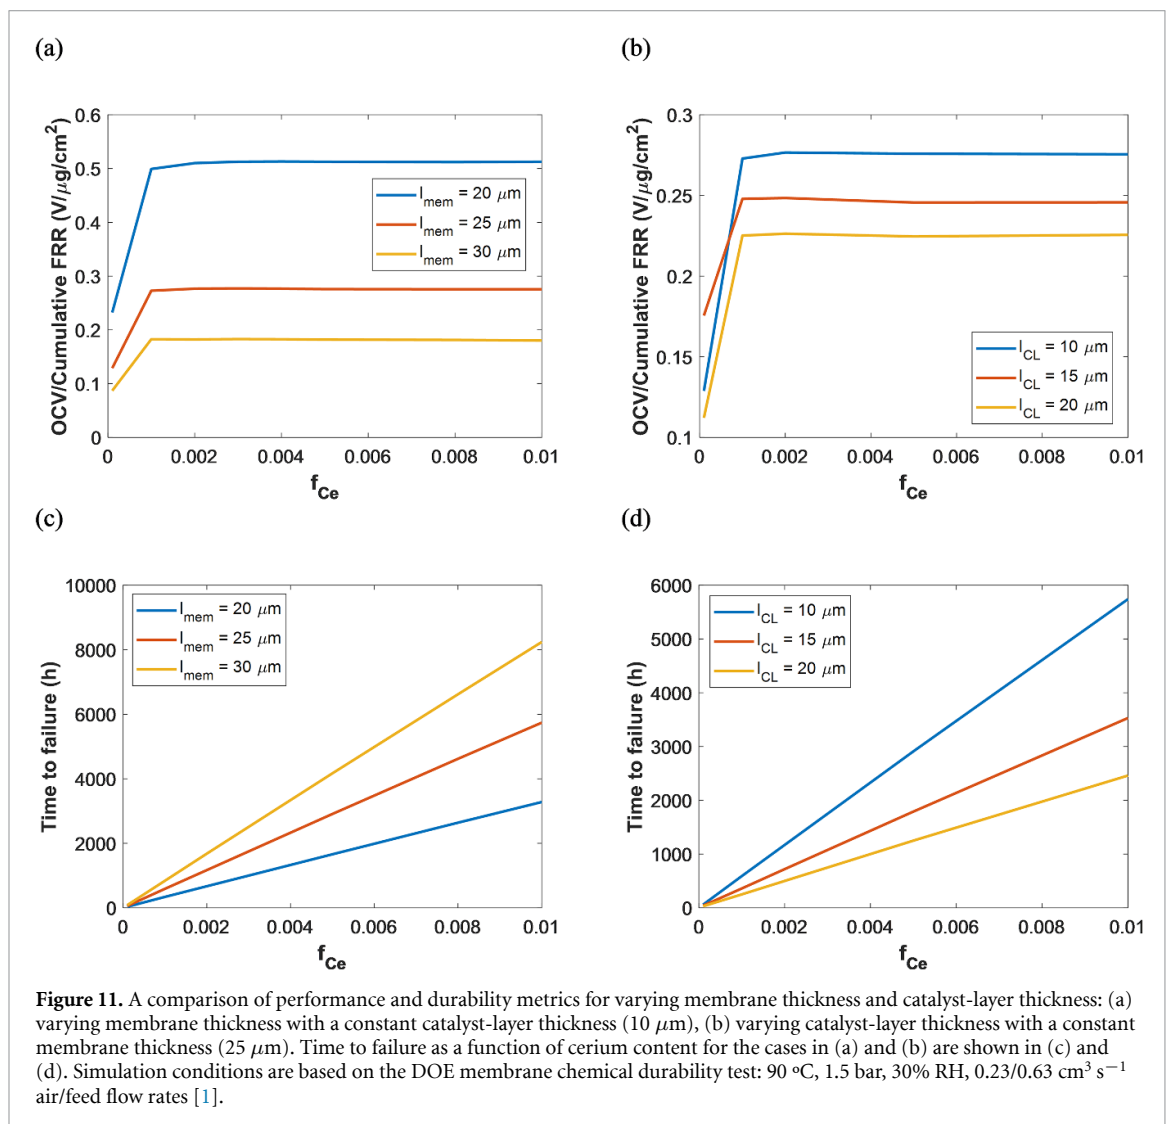 (a)
0.6
0.5
0.4
0.3
0.2
0.1
0
OCV/Cumulative FRR (V/μg/cm²)
l_mem = 20 μm
l_mem = 25 μm
l_mem = 30 μm
0 0.002 0.004 0.006 0.008 0.01
f_Ce
(b)
0.3
0.25
0.2
0.15
0.1
OCV/Cumulative FRR (V/μg/cm²)
l_CL = 10 μm
l_CL = 15 μm
l_CL = 20 μm
0 0.002 0.004 0.006 0.008 0.01
f_Ce
(c)
10000
8000
6000
4000
2000
0
Time to failure (h)
l_mem = 20 μm
l_mem = 25 μm
l_mem = 30 μm
0 0.002 0.004 0.006 0.008 0.01
f_Ce
(d)
6000
5000
4000
3000
2000
1000
0
Time to failure (h)
l_CL = 10 μm
l_CL = 15 μm
l_CL = 20 μm
0 0.002 0.004 0.006 0.008 0.01
f_Ce
Figure 11. A comparison of performance and durability metrics for varying membrane thickness and catalyst-layer thickness: (a)
varying membrane thickness with a constant catalyst-layer thickness (10 μm), (b) varying catalyst-layer thickness with a constant
membrane thickness (25 μm). Time to failure as a function of cerium content for the cases in (a) and (b) are shown in (c) and
(d). Simulation conditions are based on the DOE membrane chemical durability test: 90 ºC, 1.5 bar, 30% RH, 0.23/0.63 cm³ s⁻¹
air/feed flow rates [1].